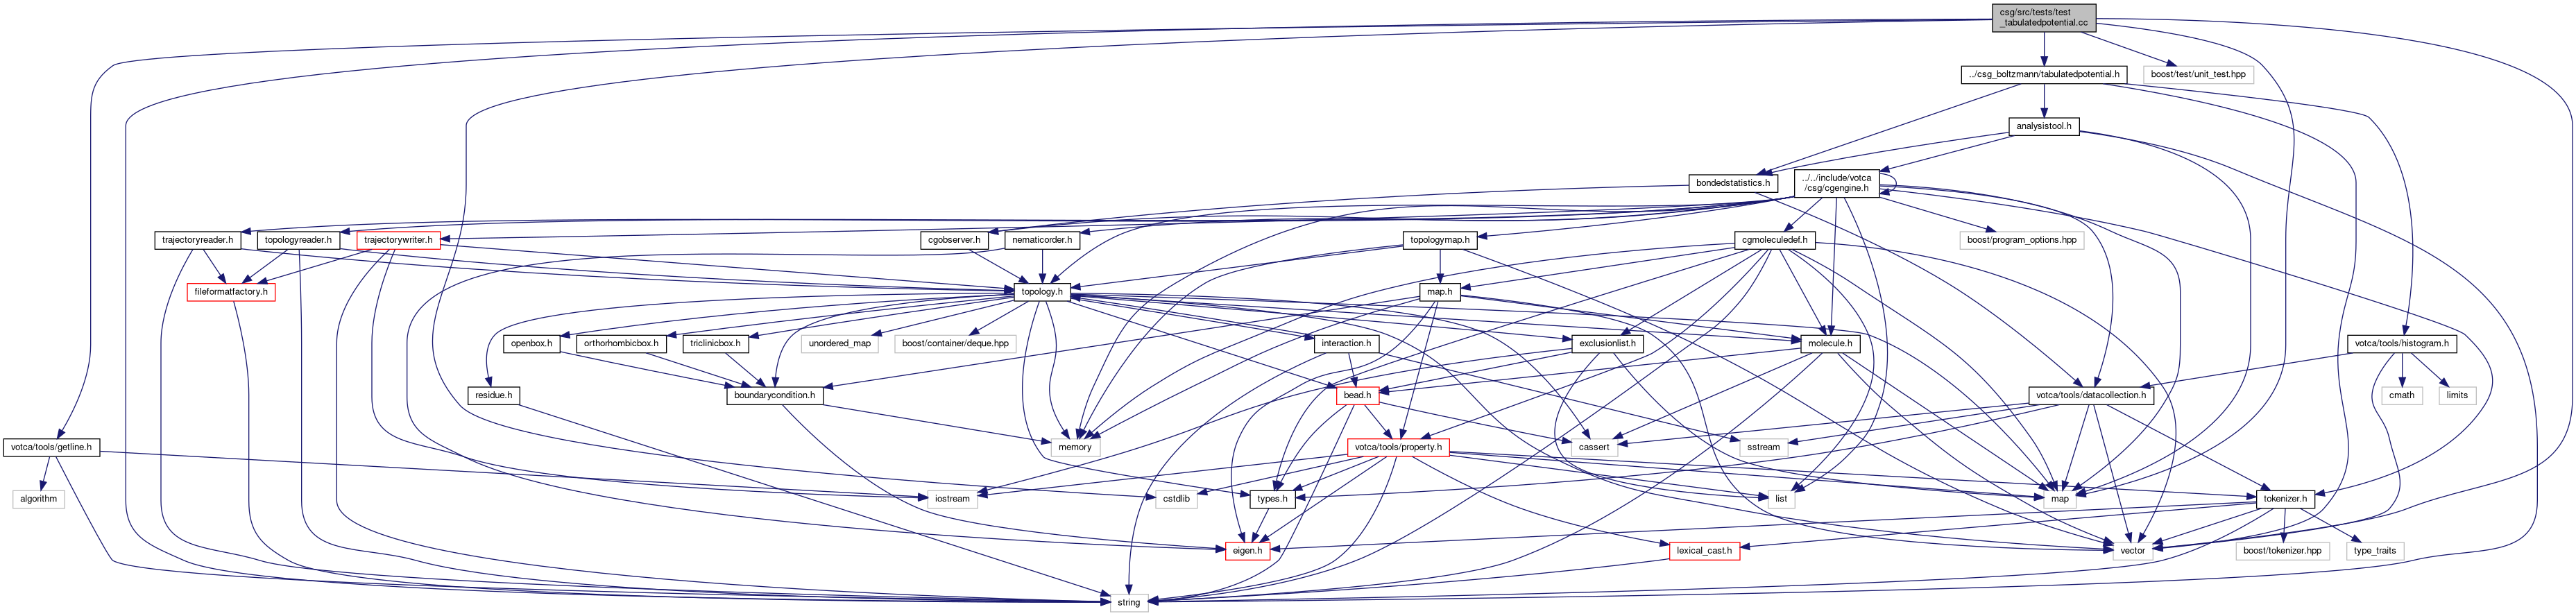 csg/src/tests/test
_tabulatedpotential.cc
../csg_boltzmann/tabulatedpotential.h
boost/test/unit_test.hpp
analysistool.h
bondedstatistics.h
../../include/votca
/csg/cgengine.h
trajectoryreader.h
topologyreader.h
trajectorywriter.h
cgobserver.h
nematicorder.h
topologymap.h
cgmoleculedef.h
boost/program_options.hpp
fileformatfactory.h
topology.h
map.h
openbox.h
orthorhombicbox.h
triclinicbox.h
unordered_map
boost/container/deque.hpp
interaction.h
exclusionlist.h
molecule.h
votca/tools/histogram.h
residue.h
boundarycondition.h
bead.h
votca/tools/datacollection.h
cmath
limits
votca/tools/getline.h
memory
votca/tools/property.h
cassert
sstream
algorithm
iostream
cstdlib
types.h
list
map
tokenizer.h
eigen.h
lexical_cast.h
vector
boost/tokenizer.hpp
type_traits
string